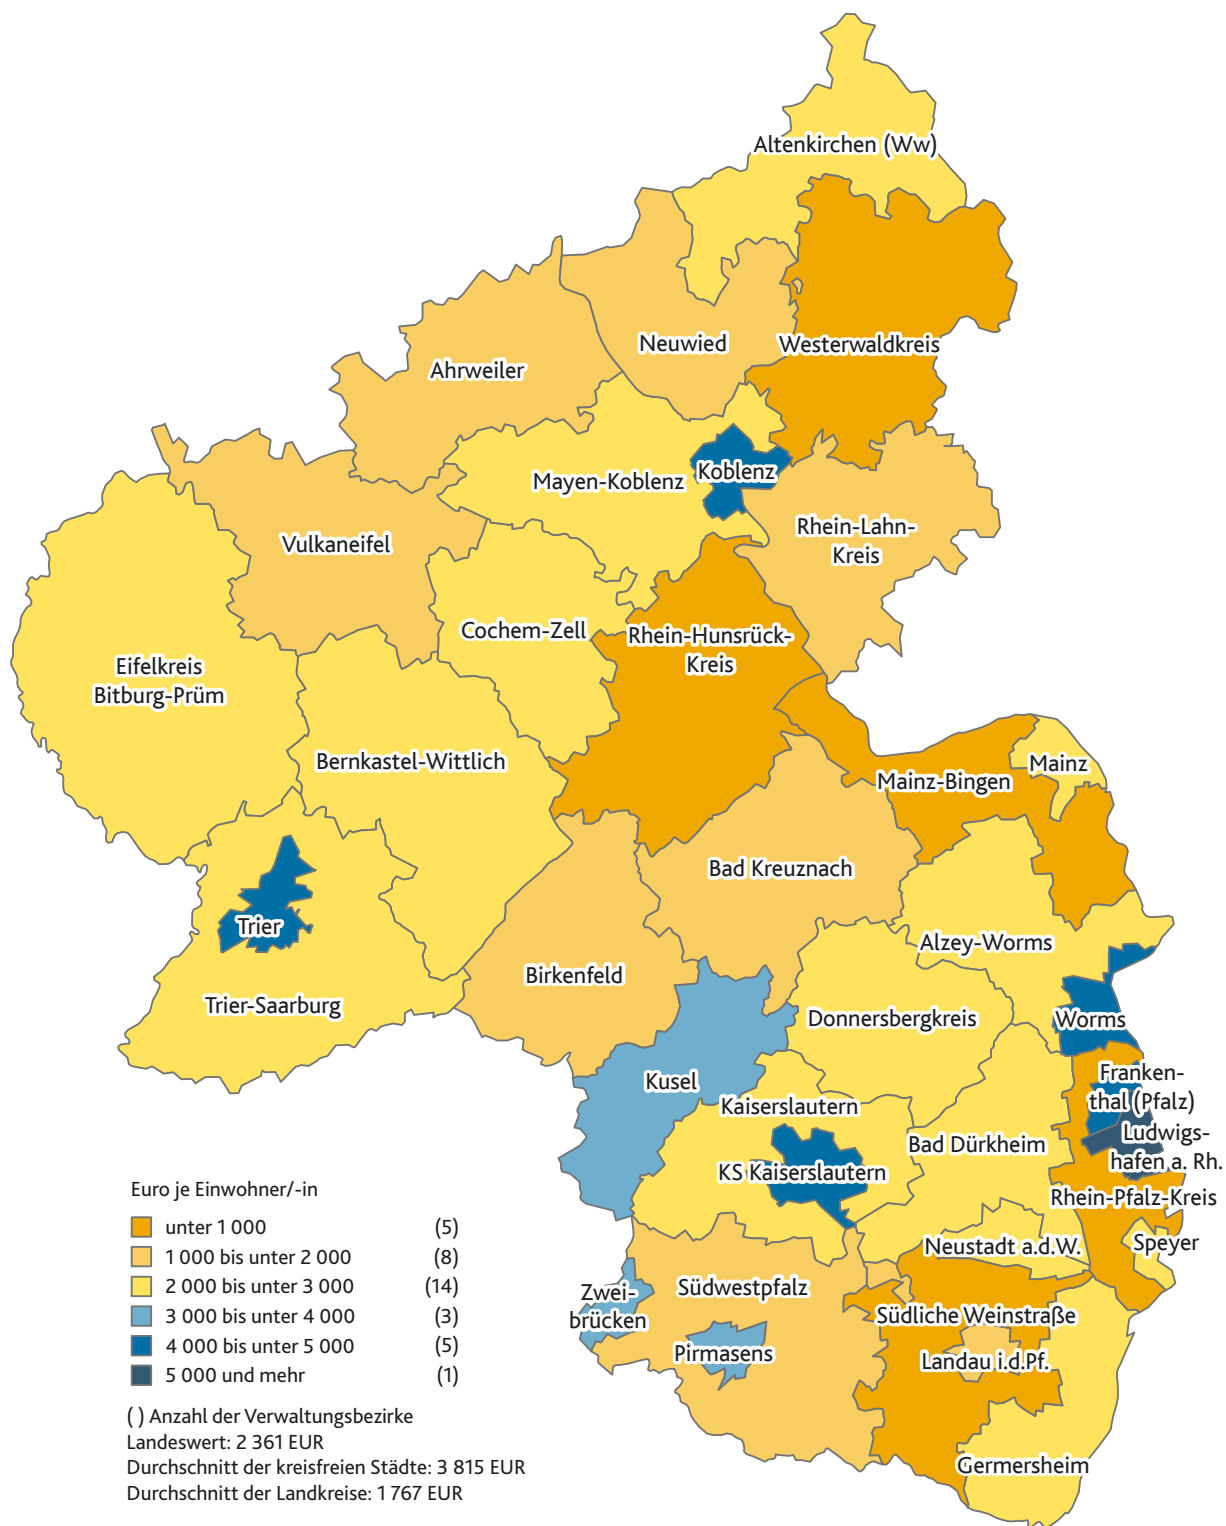 Altenkirchen (Ww)
Neuwied
Westerwaldkreis
Ahrweiler
Mayen-Koblenz
Koblenz
Rhein-Lahn-
Kreis
Vulkaneifel
Cochem-Zell
Rhein-Hunsrück-
Kreis
Eifelkreis
Bitburg-Prüm
Bernkastel-Wittlich
Mainz
Mainz-Bingen
Bad Kreuznach
Trier
Alzey-Worms
Birkenfeld
Trier-Saarburg
Donnersbergkreis
Worms
Kusel
Franken-
thal (Pfalz)
Kaiserslautern
Ludwigs-
hafen a. Rh.
Bad Dürkheim
KS Kaiserslautern
Rhein-Pfalz-Kreis
Neustadt a.d.W.
Speyer
Zwei-
brücken
Südwestpfalz
Südliche Weinstraße
Pirmasens
Landau i.d.Pf.
Germersheim
Euro je Einwohner/-in
unter 1 000 (5)
1 000 bis unter 2 000 (8)
2 000 bis unter 3 000 (14)
3 000 bis unter 4 000 (3)
4 000 bis unter 5 000 (5)
5 000 und mehr (1)
( ) Anzahl der Verwaltungsbezirke
Landeswert: 2 361 EUR
Durchschnitt der kreisfreien Städte: 3 815 EUR
Durchschnitt der Landkreise: 1 767 EUR